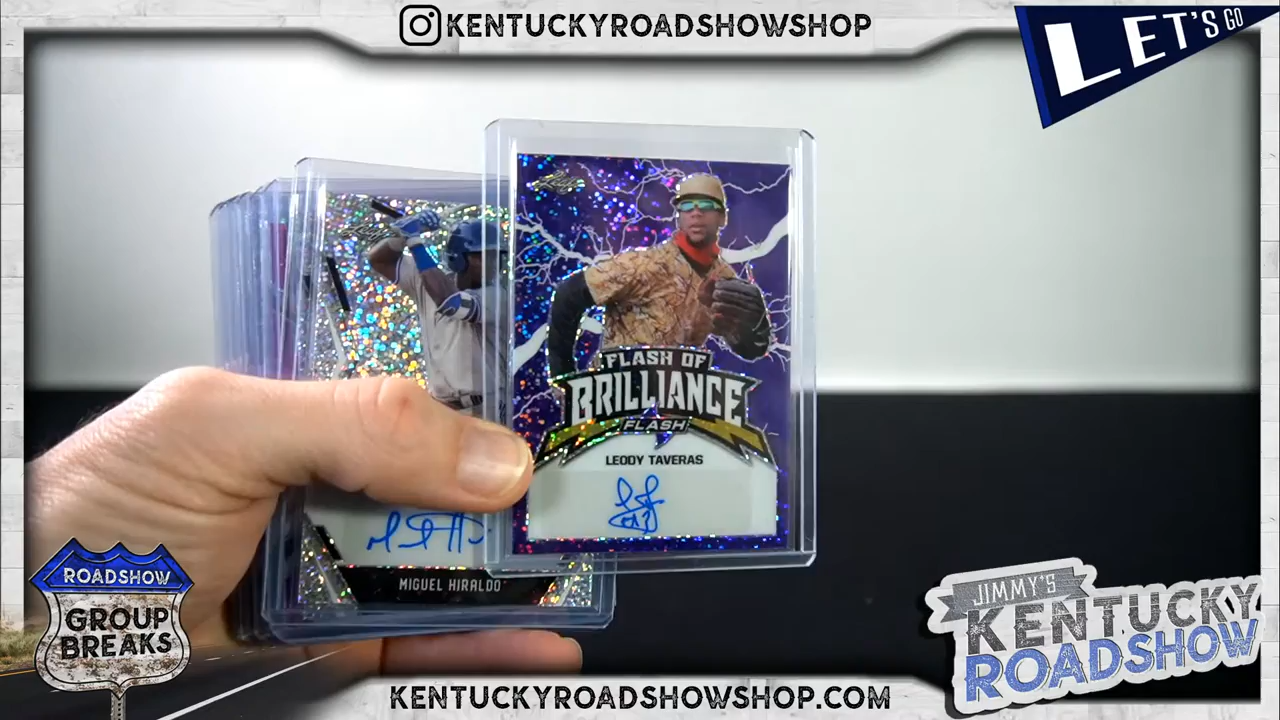 KENTUCKYROADSHOWSHOP
LET'S GO
Leaf
FLASH OF
BRILLIANCE
FLASH
LEODY TAVERAS
MIGUEL HIRALDO
ROADSHOW
GROUP
BREAKS
JIMMY'S
KENTUCKY
ROADSHOW
KENTUCKYROADSHOWSHOP.COM